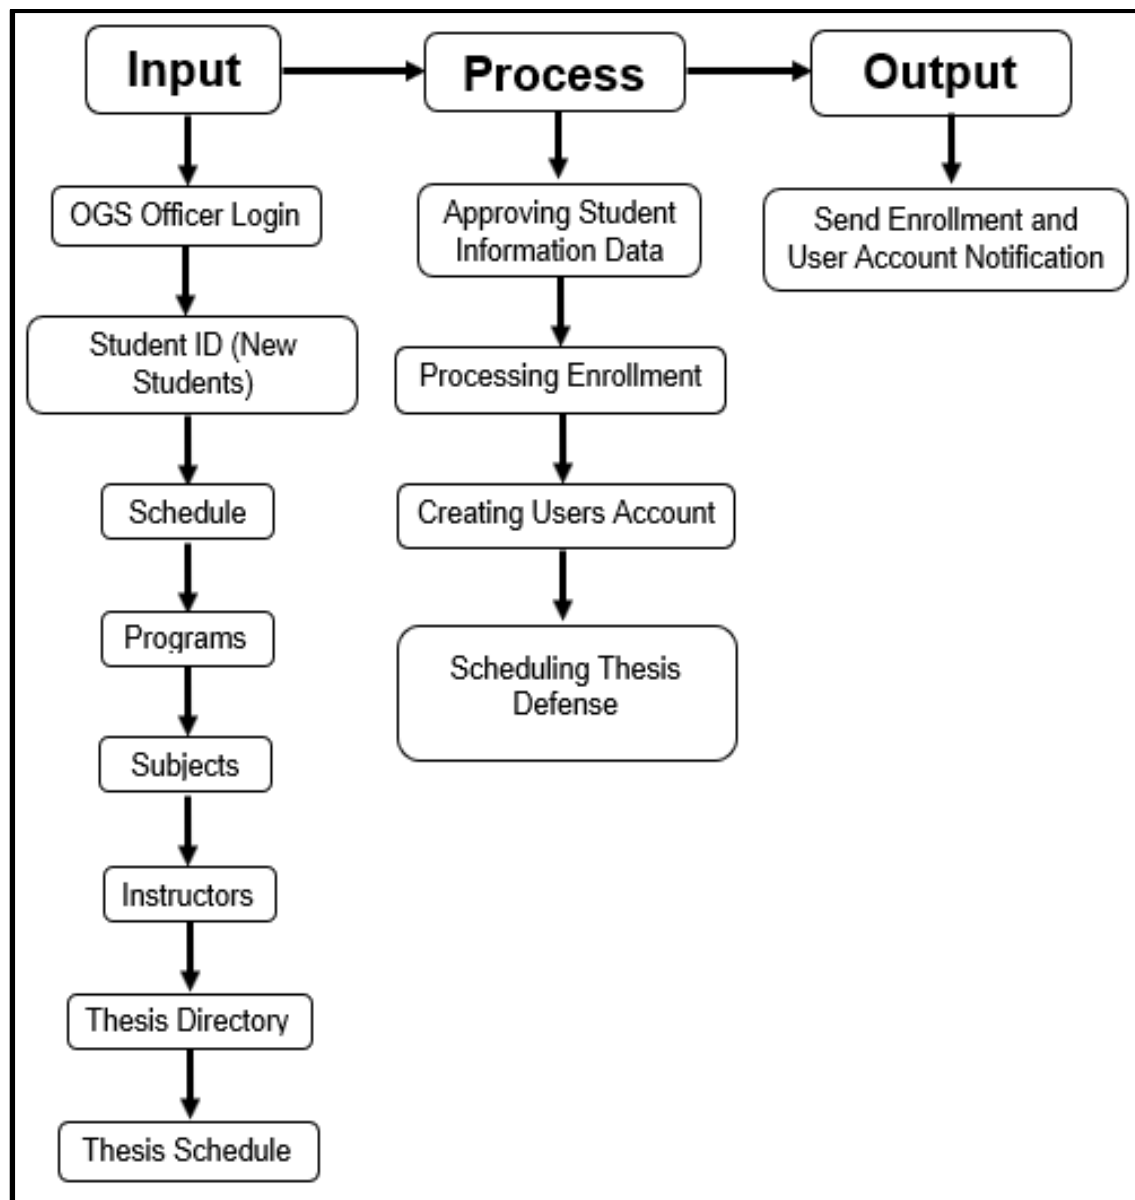 Input
Process
Output
OGS Officer Login
Student ID (New
Students)
Schedule
Programs
Subjects
Instructors
Thesis Directory
Thesis Schedule
Approving Student
Information Data
Processing Enrollment
Creating Users Account
Scheduling Thesis
Defense
Send Enrollment and
User Account Notification